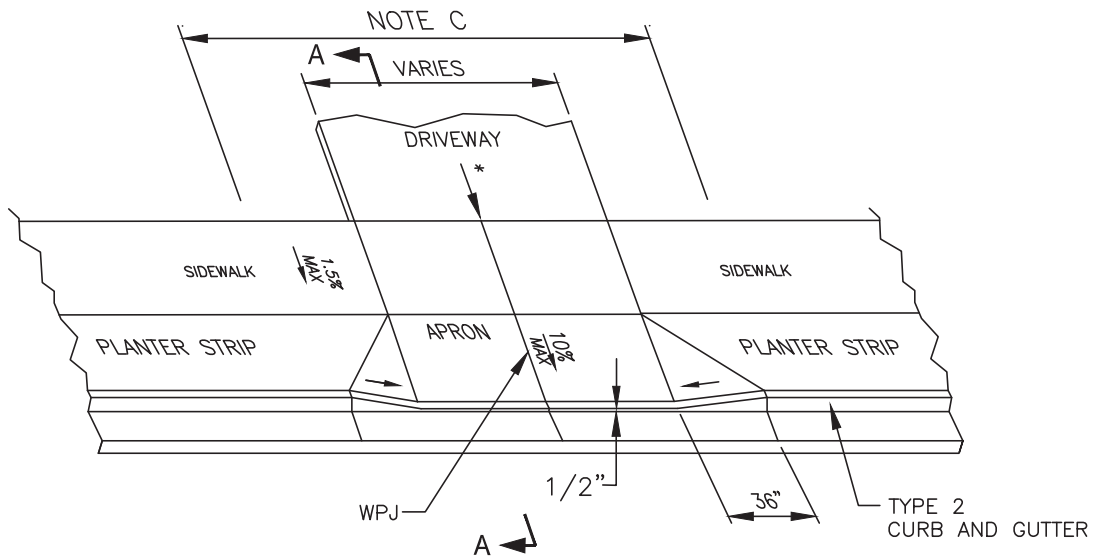 NOTE C
A
VARIES
DRIVEWAY
*
SIDEWALK
1.5%
MAX
SIDEWALK
PLANTER STRIP
APRON
10%
MAX
PLANTER STRIP
1/2"
36"
WPJ
TYPE 2
CURB AND GUTTER
A